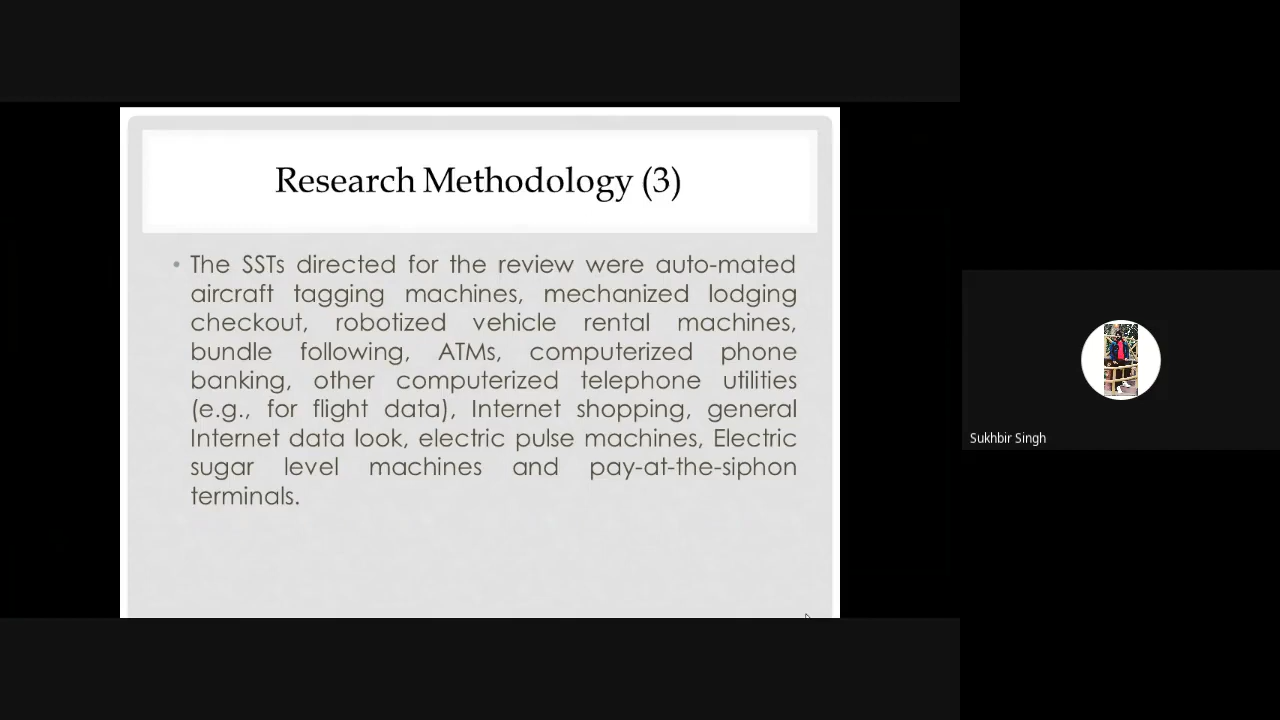 Research Methodology (3)
• The SSTs directed for the review were auto-mated
aircraft tagging machines, mechanized lodging
checkout, robotized vehicle rental machines,
bundle following, ATMs, computerized phone
banking, other computerized telephone utilities
(e.g., for flight data), Internet shopping, general
Internet data look, electric pulse machines, Electric
sugar level machines and pay-at-the-siphon
terminals.
Sukhbir Singh